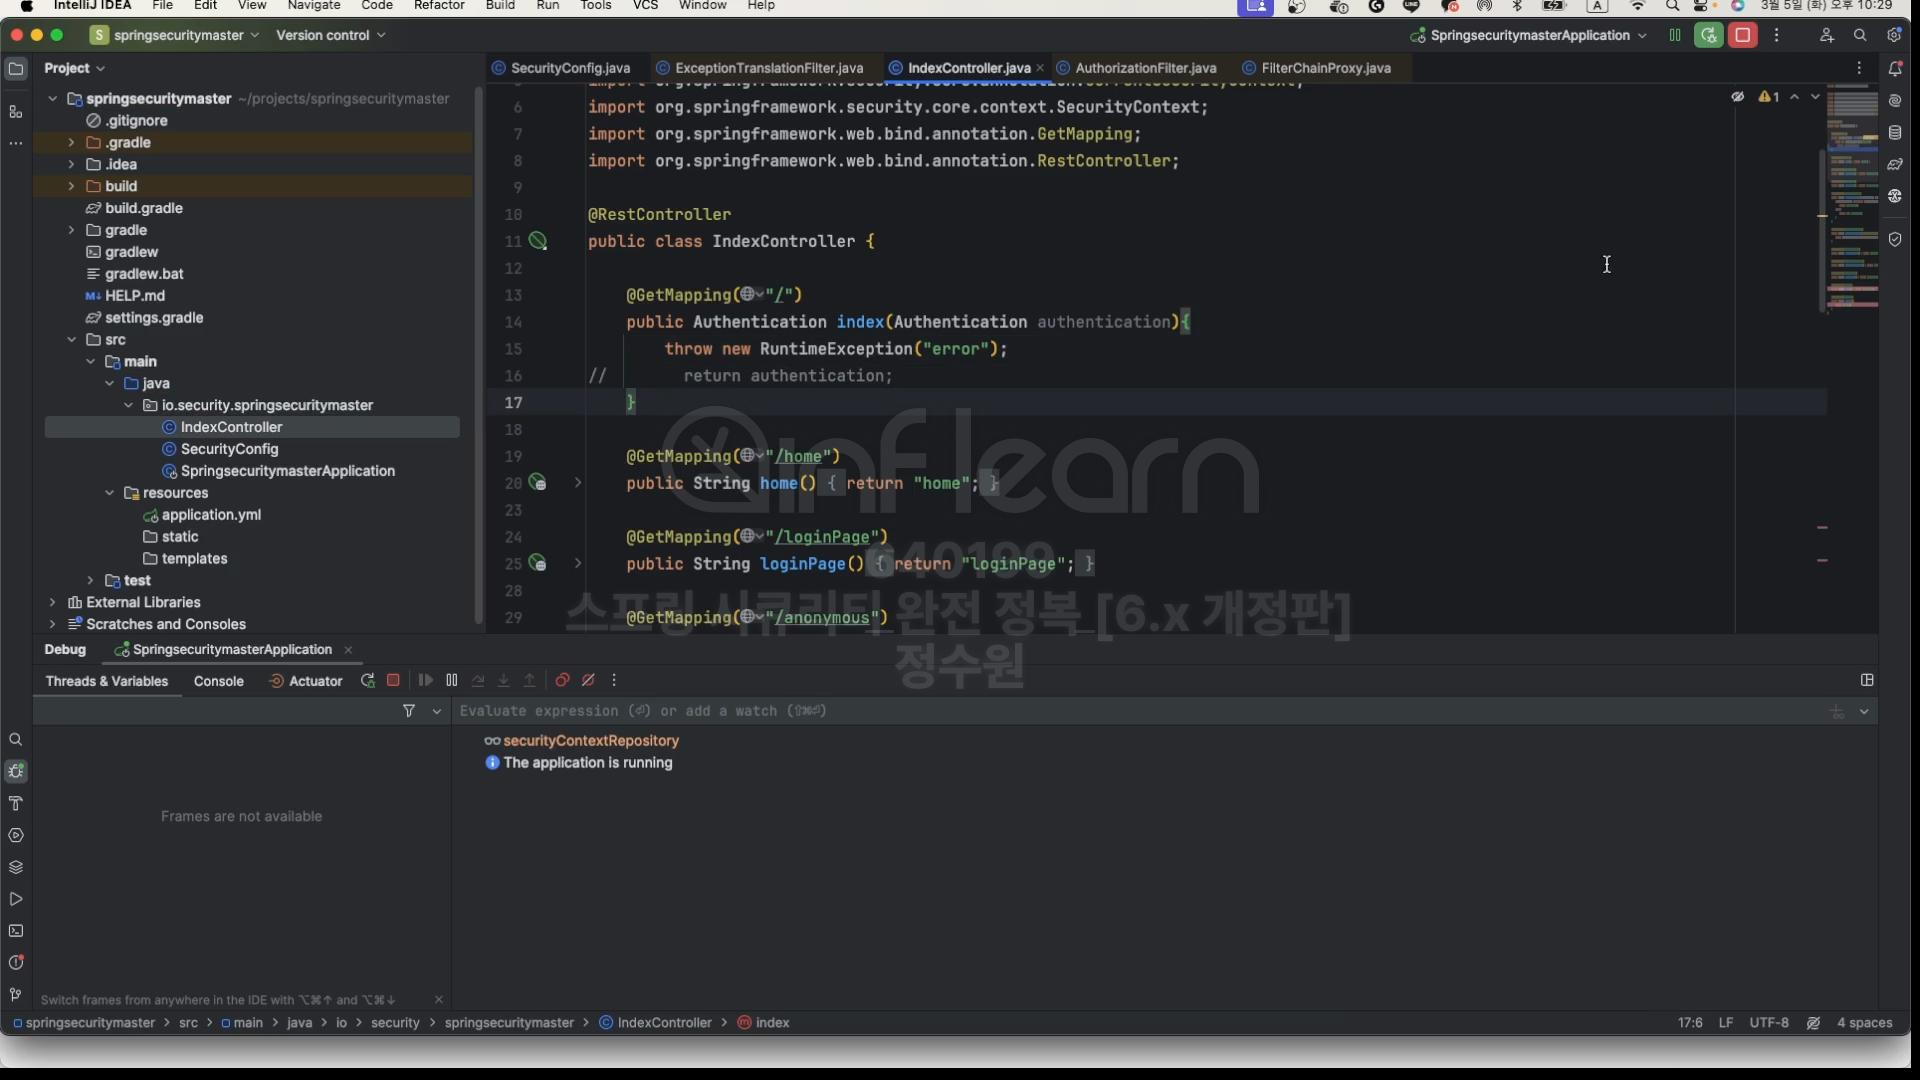 IntelliJ IDEA File Edit View Navigate Code Refactor Build Run Tools VCS Window Help 3월 5일 (화) 오후 10:29
springsecuritymaster Version control SpringsecuritymasterApplication
Project
SecurityConfig.java ExceptionTranslationFilter.java IndexController.java AuthorizationFilter.java FilterChainProxy.java
springsecuritymaster ~/projects/springsecuritymaster
.gitignore
.gradle
.idea
build
build.gradle
gradle
gradlew
gradlew.bat
HELP.md
settings.gradle
src
main
java
io.security.springsecuritymaster
IndexController
SecurityConfig
SpringsecuritymasterApplication
resources
application.yml
static
templates
test
External Libraries
Scratches and Consoles
6 import org.springframework.security.core.context.SecurityContext;
7 import org.springframework.web.bind.annotation.GetMapping;
8 import org.springframework.web.bind.annotation.RestController;
9
10 @RestController
11 public class IndexController {
12
13 @GetMapping("/")
14 public Authentication index(Authentication authentication){
15 throw new RuntimeException("error");
16 // return authentication;
17 }
18
19 @GetMapping("/home")
20 public String home() { return "home"; }
23
24 @GetMapping("/loginPage")
25 public String loginPage() { return "loginPage"; }
28
29 @GetMapping("/anonymous")
1
inflearn
640199
스프링 시큐리티 완전 정복 [6.x 개정판]
정수원
Debug SpringsecuritymasterApplication
Threads & Variables Console Actuator
Evaluate expression (⏎) or add a watch (⇧⌘⏎)
securityContextRepository
The application is running
Frames are not available
Switch frames from anywhere in the IDE with ⌥⌘↑ and ⌥⌘↓
springsecuritymaster > src > main > java > io > security > springsecuritymaster > IndexController > index 17:6 LF UTF-8 4 spaces